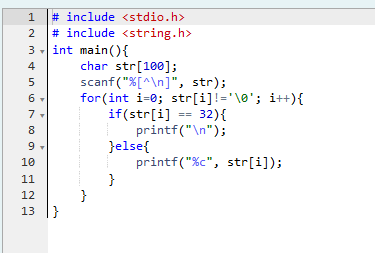 1 # include <stdio.h>
2 # include <string.h>
3 int main(){
4     char str[100];
5     scanf("%[^\n]", str);
6     for(int i=0; str[i]!='\0'; i++){
7         if(str[i] == 32){
8             printf("\n");
9         }else{
10             printf("%c", str[i]);
11         }
12     }
13 }